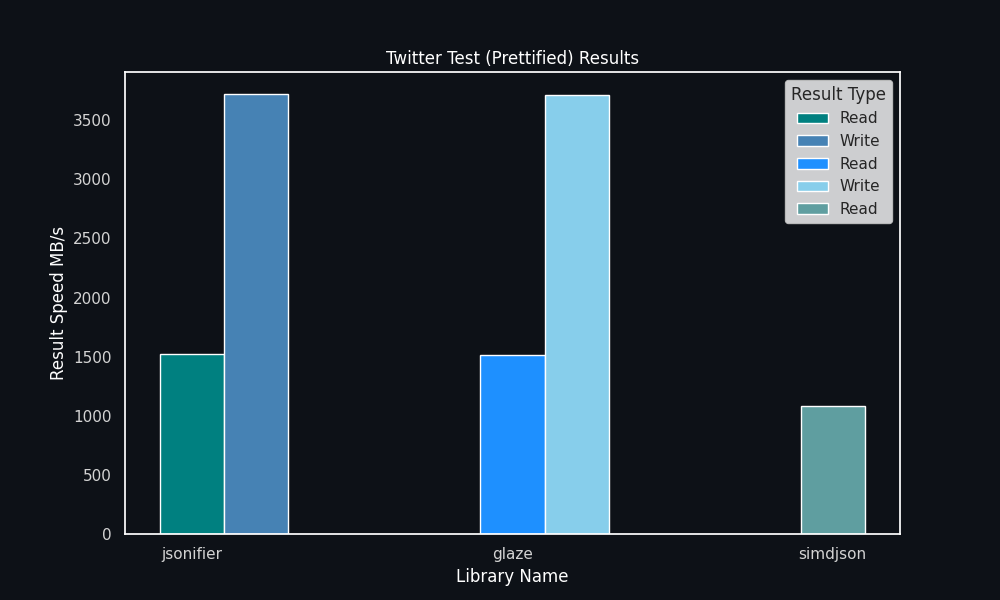 Twitter Test (Prettified) Results
Result Type
Read
Write
Read
Write
Read
Result Speed MB/s
3500
3000
2500
2000
1500
1000
500
0
jsonifier
glaze
simdjson
Library Name